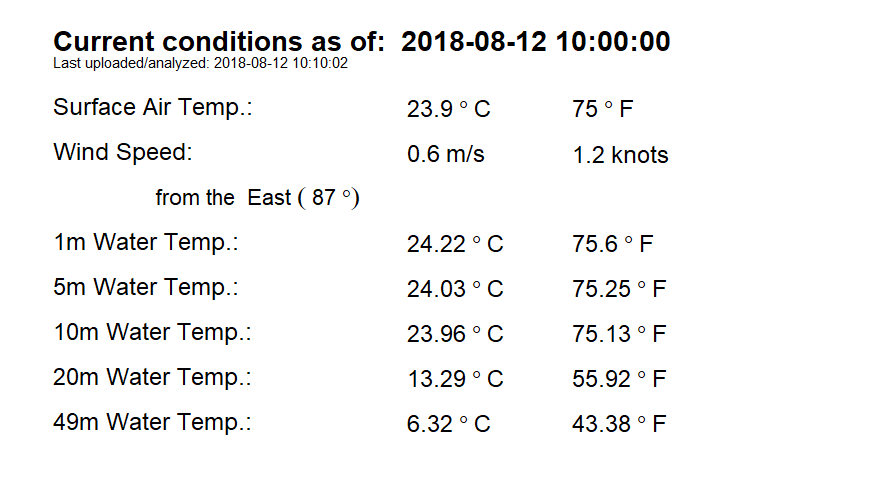 Current conditions as of: 2018-08-12 10:00:00
Last uploaded/analyzed: 2018-08-12 10:10:02
Surface Air Temp.: 23.9 ° C 75 ° F
Wind Speed: 0.6 m/s 1.2 knots
from the East ( 87 °)
1m Water Temp.: 24.22 ° C 75.6 ° F
5m Water Temp.: 24.03 ° C 75.25 ° F
10m Water Temp.: 23.96 ° C 75.13 ° F
20m Water Temp.: 13.29 ° C 55.92 ° F
49m Water Temp.: 6.32 ° C 43.38 ° F